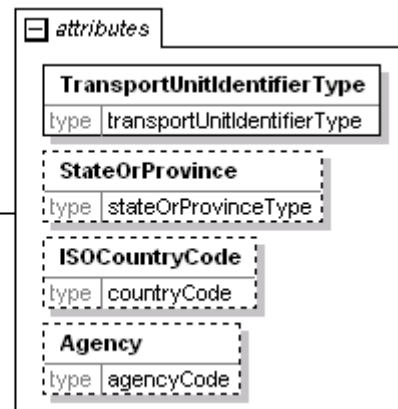 attributes
TransportUnitIdentifierType
type transportUnitIdentifierType
StateOrProvince
type stateOrProvinceType
ISOCountryCode
type countryCode
Agency
type agencyCode